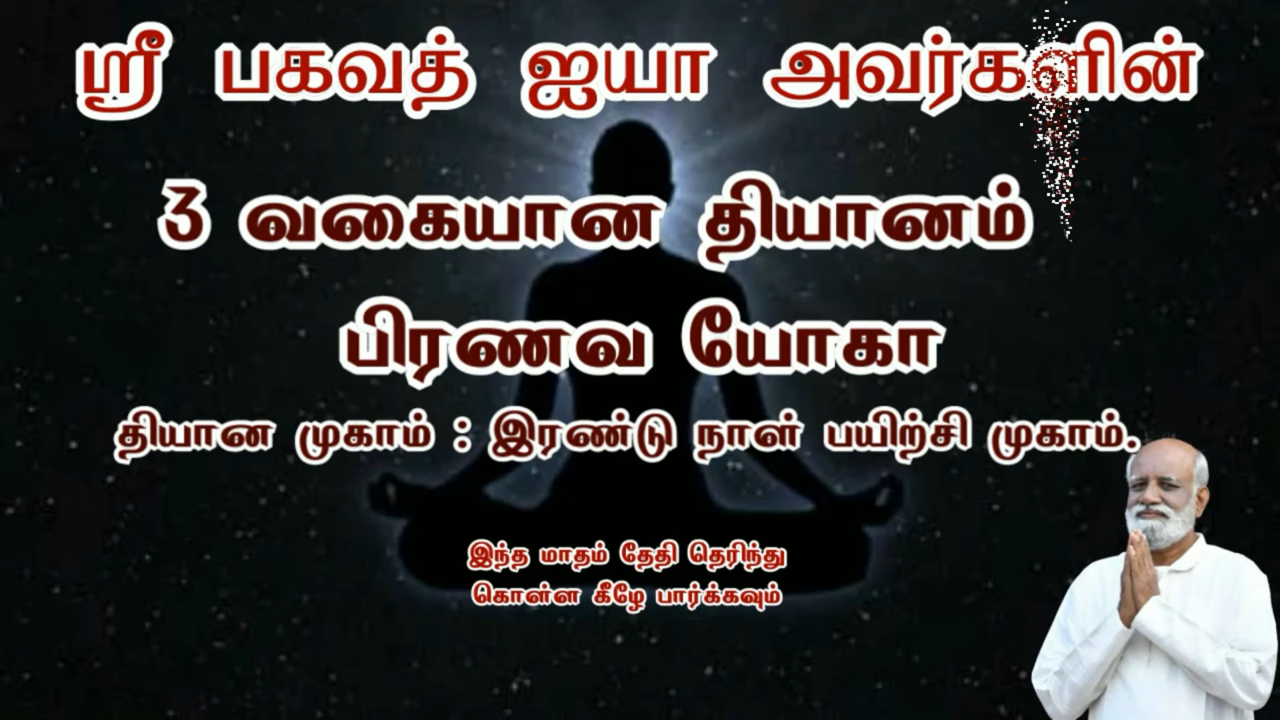 ஸ்ரீ பகவத் ஐயா அவர்களின்
3 வகையான தியானம்
பிரணவ யோகா
தியான முகாம் : இரண்டு நாள் பயிற்சி முகாம்.
இந்த மாதம் தேதி தெரிந்து
கொள்ள கீழே பார்க்கவும்